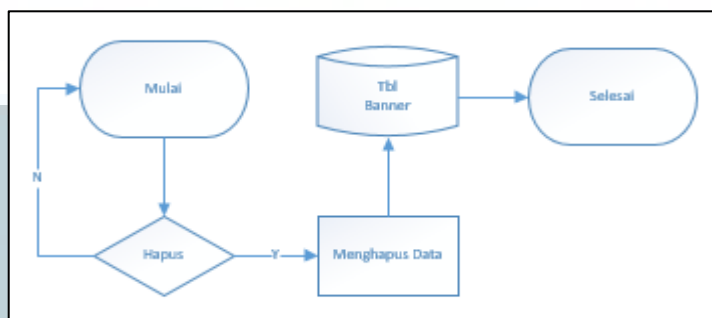 Mulai
Tbl
Banner
Selesai
N
Hapus
Y
Menghapus Data